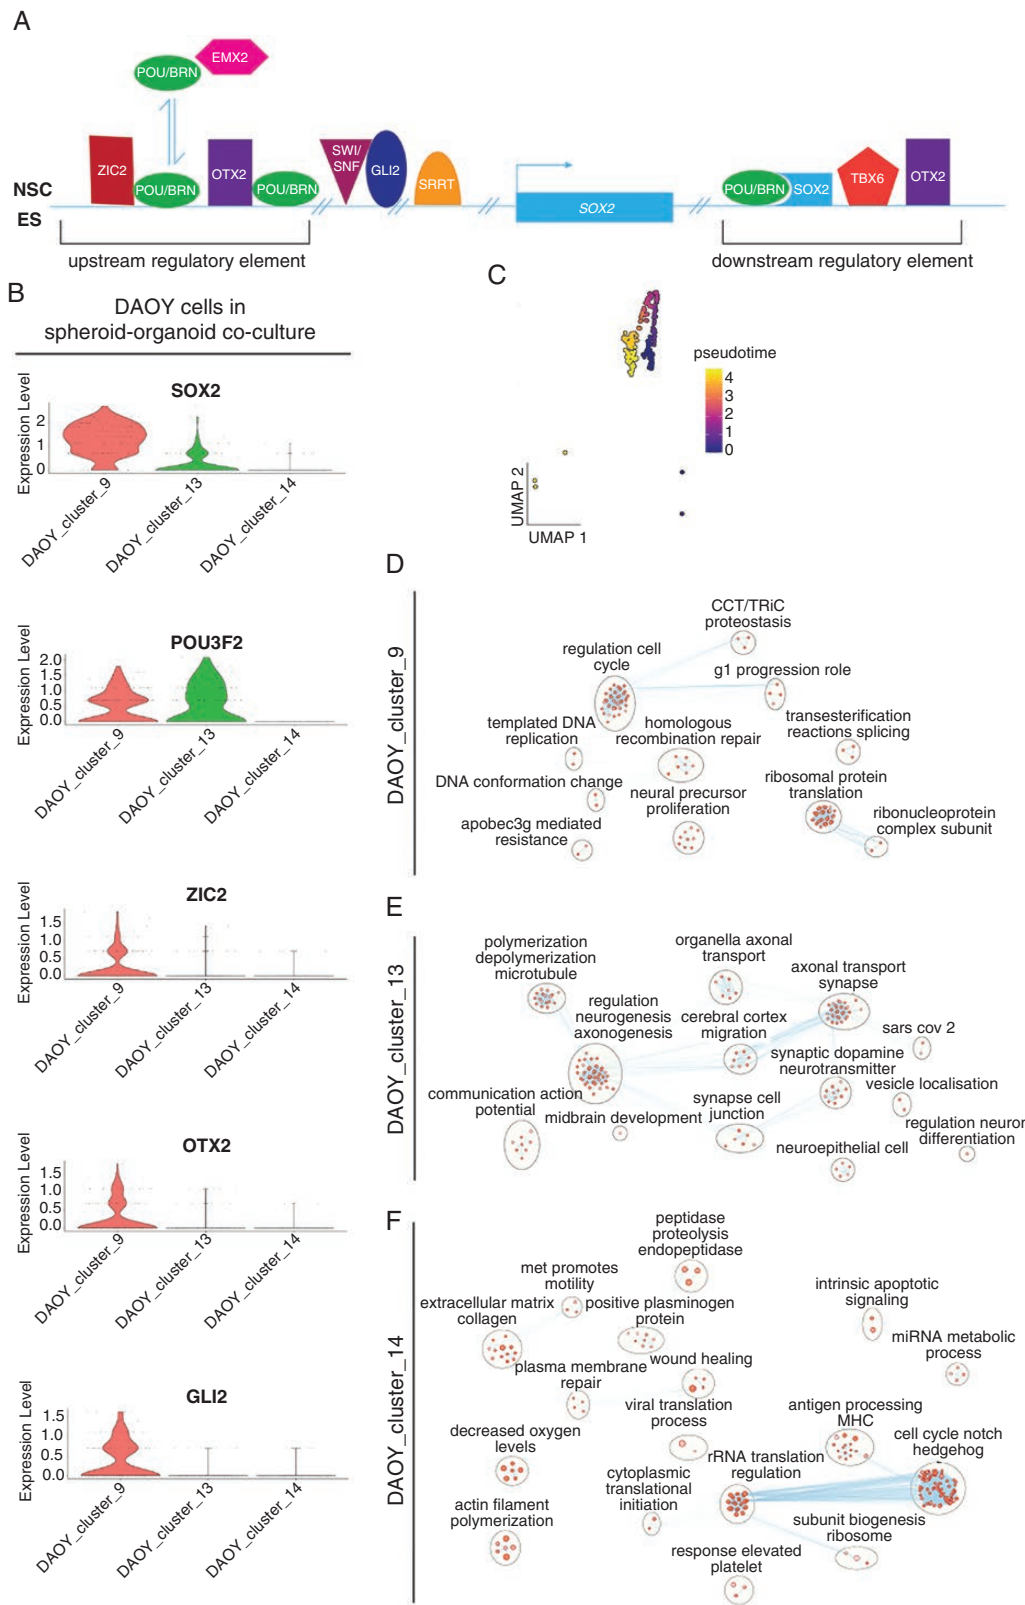 A
EMX2
POU/BRN
ZIC2
POU/BRN
OTX2
POU/BRN
SWI/
SNF
GLI2
SRRT
SOX2
POU/BRN
SOX2
TBX6
OTX2
NSC
ES
upstream regulatory element
downstream regulatory element
B
DAOY cells in
spheroid-organoid co-culture
SOX2
Expression Level
2
1
0
DAOY_cluster_9
DAOY_cluster_13
DAOY_cluster_14
POU3F2
Expression Level
2.0
1.5
1.0
0.5
0.0
DAOY_cluster_9
DAOY_cluster_13
DAOY_cluster_14
ZIC2
Expression Level
1.5
1.0
0.5
0.0
DAOY_cluster_9
DAOY_cluster_13
DAOY_cluster_14
OTX2
Expression Level
1.5
1.0
0.5
0.0
DAOY_cluster_9
DAOY_cluster_13
DAOY_cluster_14
GLI2
Expression Level
1.5
1.0
0.5
0.0
DAOY_cluster_9
DAOY_cluster_13
DAOY_cluster_14
C
pseudotime
4
3
2
1
0
UMAP 2
UMAP 1
D
DAOY_cluster_9
CCT/TRiC
proteostasis
regulation cell
cycle
g1 progression role
templated DNA
replication
homologous
recombination repair
transesterification
reactions splicing
DNA conformation change
neural precursor
proliferation
ribosomal protein
translation
apobec3g mediated
resistance
ribonucleoprotein
complex subunit
E
DAOY_cluster_13
polymerization
depolymerization
microtubule
organella axonal
transport
axonal transport
synapse
regulation
neurogenesis
axonogenesis
cerebral cortex
migration
sars cov 2
synaptic dopamine
neurotransmitter
communication action
potential
midbrain development
synapse cell
junction
vesicle localisation
neuroepithelial cell
regulation neuron
differentiation
F
DAOY_cluster_14
peptidase
proteolysis
endopeptidase
met promotes
motility
intrinsic apoptotic
signaling
extracellular matrix
collagen
positive plasminogen
protein
miRNA metabolic
process
plasma membrane
repair
wound healing
viral translation
process
antigen processing
MHC
cell cycle notch
hedgehog
decreased oxygen
levels
rRNA translation
regulation
cytoplasmic
translational
initiation
actin filament
polymerization
subunit biogenesis
ribosome
response elevated
platelet